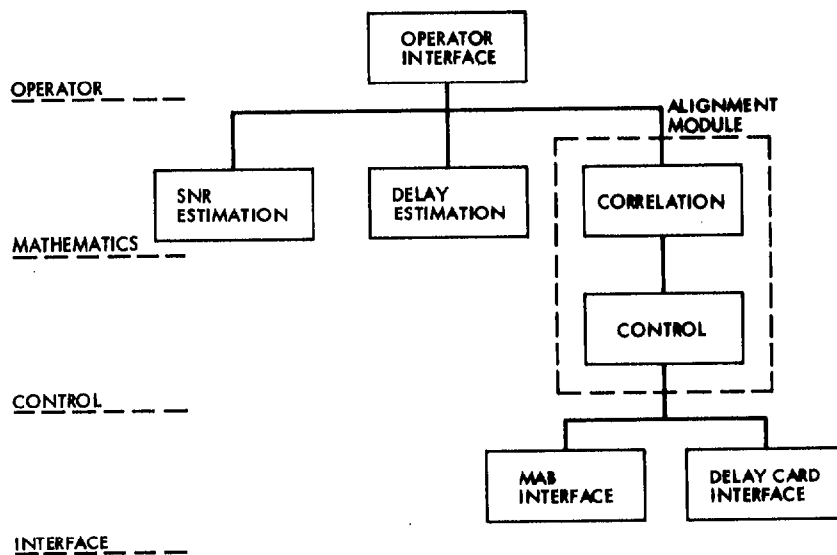 OPERATOR
INTERFACE
OPERATOR
ALIGNMENT
MODULE
SNR
ESTIMATION
DELAY
ESTIMATION
CORRELATION
MATHEMATICS
CONTROL
CONTROL
MAB
INTERFACE
DELAY CARD
INTERFACE
INTERFACE